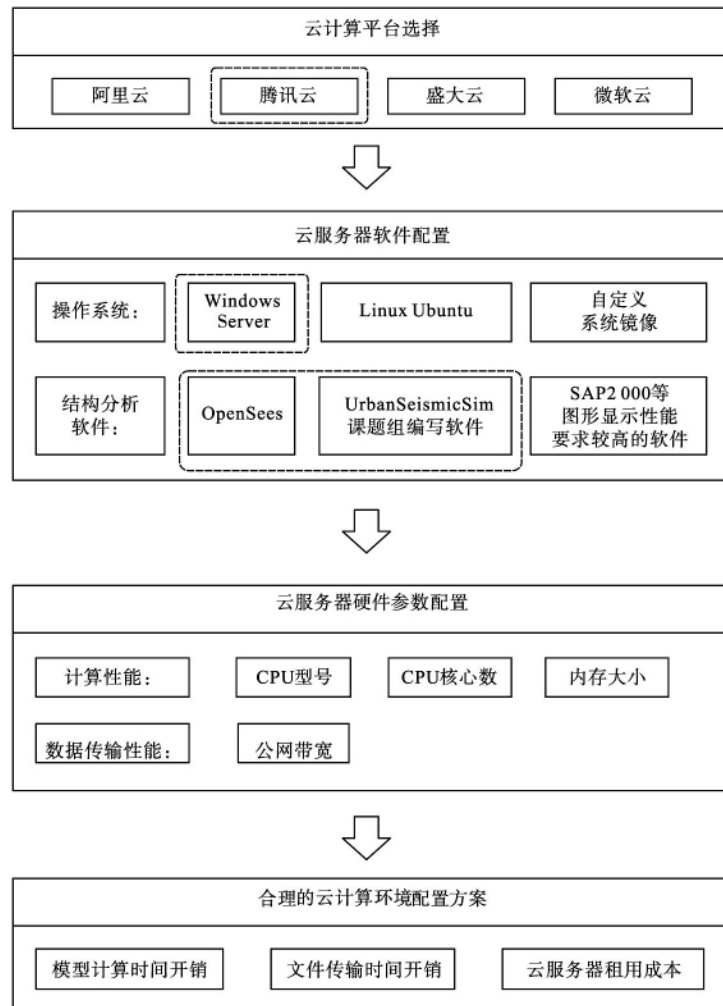 云计算平台选择
阿里云
腾讯云
盛大云
微软云
云服务器软件配置
操作系统：
Windows
Server
Linux Ubuntu
自定义
系统镜像
结构分析
软件：
OpenSees
UrbanSeismicSim
课题组编写软件
SAP2 000等
图形显示性能
要求较高的软件
云服务器硬件参数配置
计算性能：
CPU型号
CPU核心数
内存大小
数据传输性能：
公网带宽
合理的云计算环境配置方案
模型计算时间开销
文件传输时间开销
云服务器租用成本